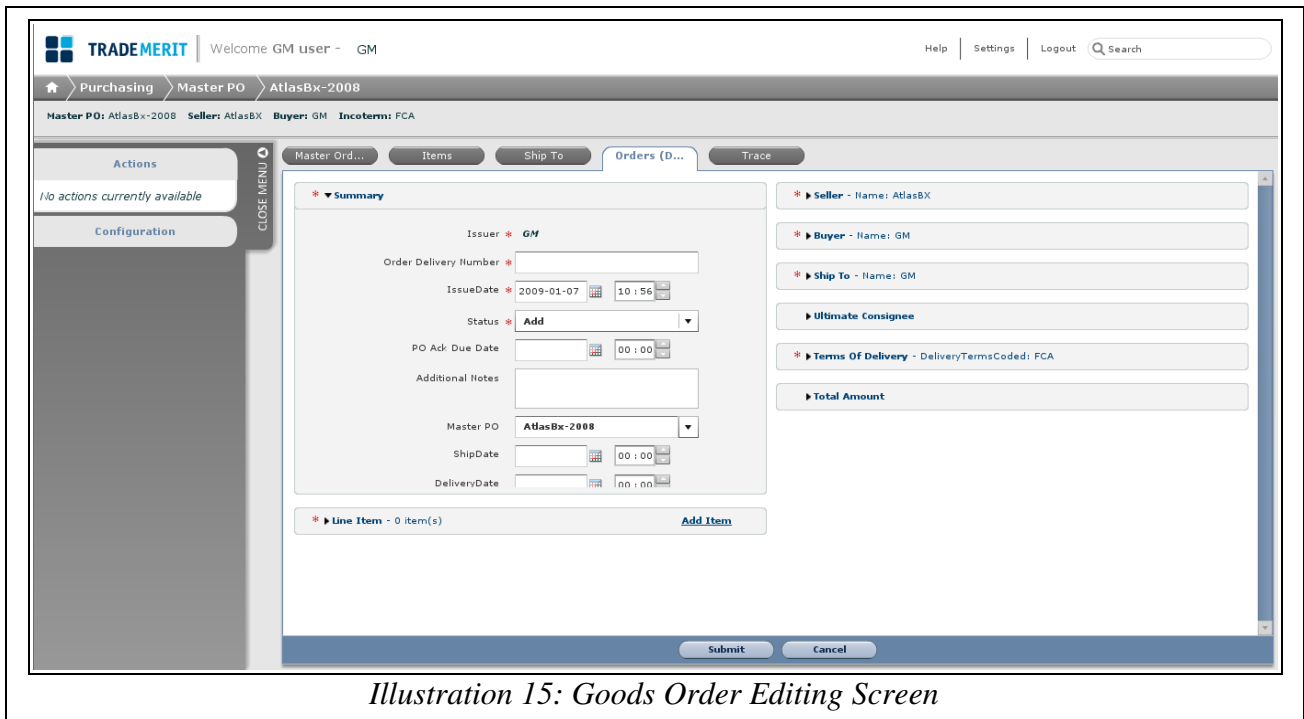 TRADEMERIT Welcome GM user - GM Help Settings Logout Search
Purchasing Master PO AtlasBx-2008
Master PO: AtlasBx-2008 Seller: AtlasBX Buyer: GM Incoterm: FCA
Actions
No actions currently available
Configuration
CLOSE MENU
Master Ord... Items Ship To Orders (D... Trace
* Summary
Issuer * GM
Order Delivery Number *
IssueDate * 2009-01-07 10 : 56
Status * Add
PO Ack Due Date 00 : 00
Additional Notes
Master PO AtlasBx-2008
ShipDate 00 : 00
DeliveryDate 00 : 00
* Line Item - 0 item(s) Add Item
* Seller - Name: AtlasBX
* Buyer - Name: GM
* Ship To - Name: GM
Ultimate Consignee
* Terms Of Delivery - DeliveryTermsCoded: FCA
Total Amount
Submit Cancel
Illustration 15: Goods Order Editing Screen